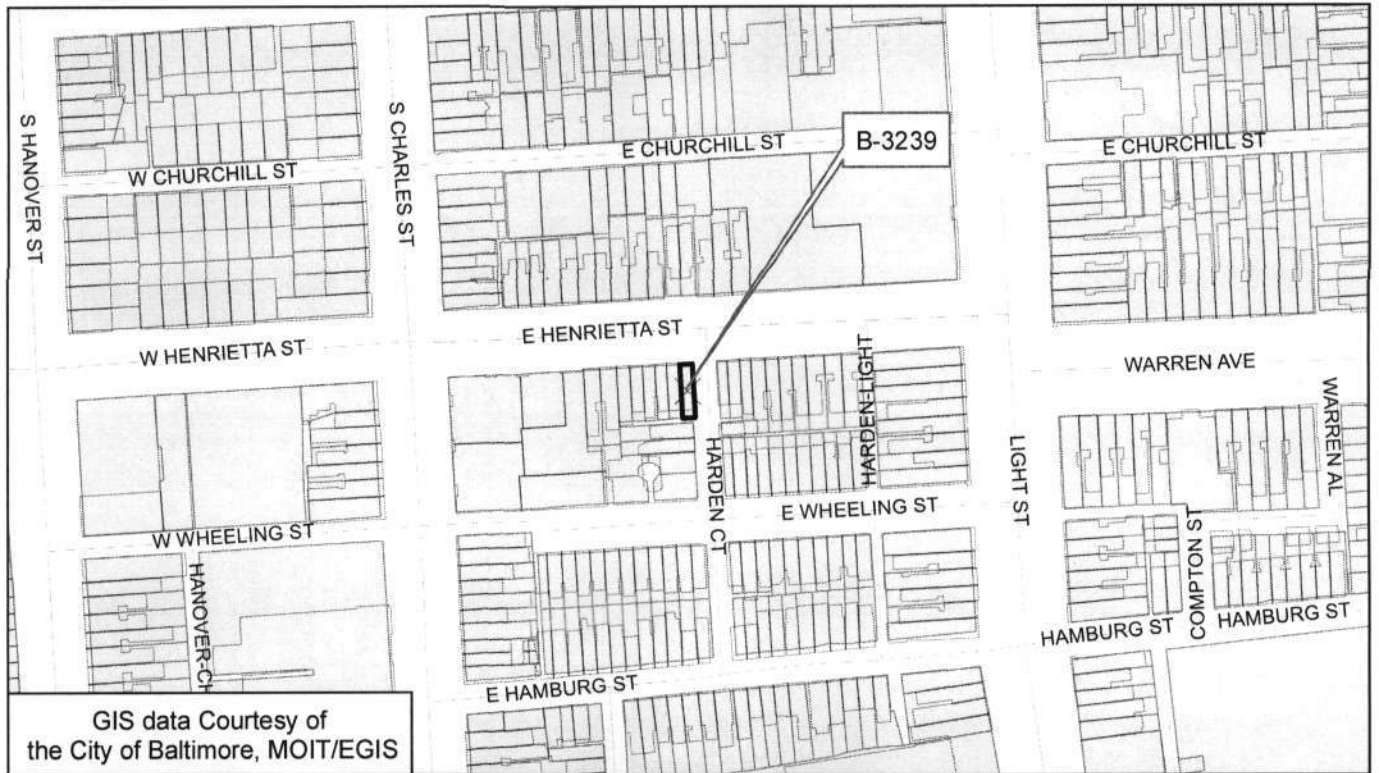 S HANOVER ST
S CHARLES ST
W CHURCHILL ST
E CHURCHILL ST
B-3239
E CHURCHILL ST
W HENRIETTA ST
E HENRIETTA ST
HARDEN-LIGHT
WARREN AVE
WARREN AL
LIGHT ST
HARDEN CT
W WHEELING ST
E WHEELING ST
HANOVER-CH
COMPTON ST
HAMBURG ST
HAMBURG ST
E HAMBURG ST
GIS data Courtesy of
the City of Baltimore, MOIT/EGIS